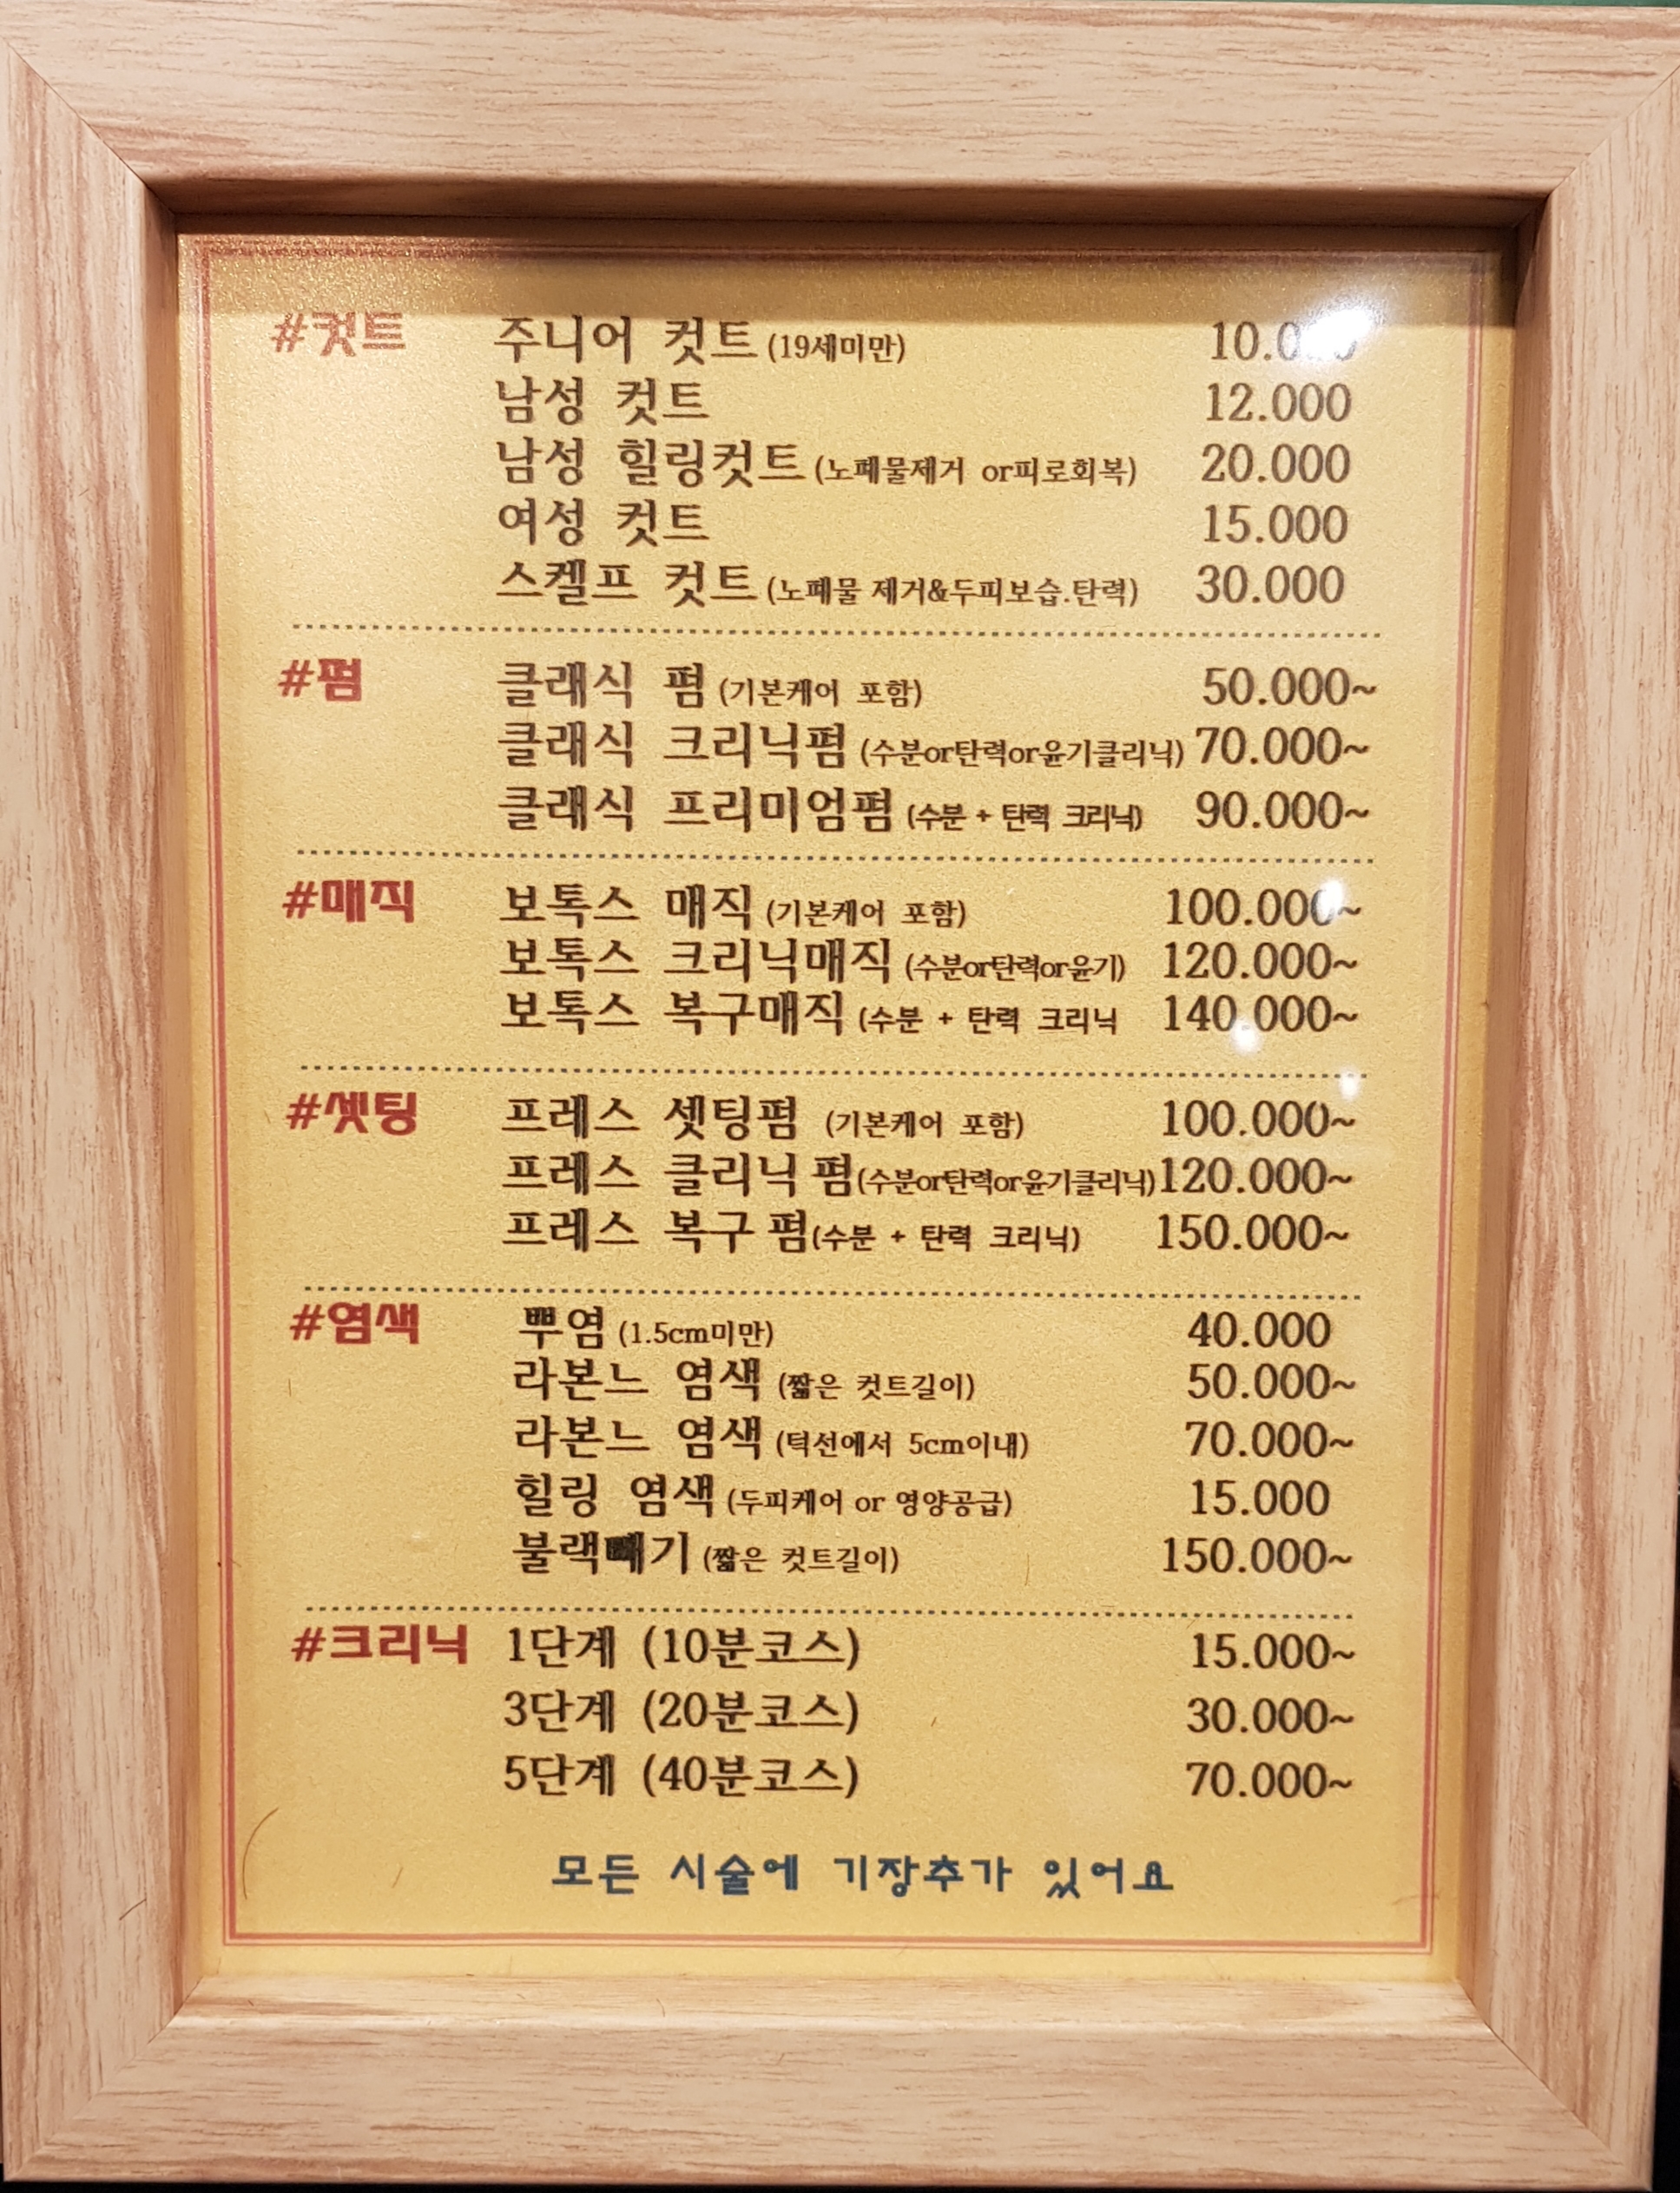 #컷트 주니어 컷트 (19세미만)
남성 컷트 12.000
남성 힐링컷트 (노폐물제거 or피로회복) 20.000
여성 컷트 15.000
스켈프 컷트 (노폐물 제거&두피보습.탄력) 30.000
#펌 클래식 펌 (기본케어 포함) 50.000~
클래식 크리닉펌 (수분or탄력or윤기클리닉) 70.000~
클래식 프리미엄펌 (수분 + 탄력 크리닉) 90.000~
#매직 보톡스 매직 (기본케어 포함) 100.000~
보톡스 크리닉매직 (수분or탄력or윤기) 120.000~
보톡스 복구매직 (수분 + 탄력 크리닉 140.000~
#셋팅 프레스 셋팅펌 (기본케어 포함) 100.000~
프레스 클리닉 펌(수분or탄력or윤기클리닉) 120.000~
프레스 복구 펌(수분 + 탄력 크리닉) 150.000~
#염색 뿌염 (1.5cm미만) 40.000
라본느 염색 (짧은 컷트길이) 50.000~
라본느 염색 (턱선에서 5cm이내) 70.000~
힐링 염색 (두피케어 or 영양공급) 15.000
불랙빼기 (짧은 컷트길이) 150.000~
#크리닉 1단계 (10분코스) 15.000~
3단계 (20분코스) 30.000~
5단계 (40분코스) 70.000~
모든 시술에 기장추가 있어요